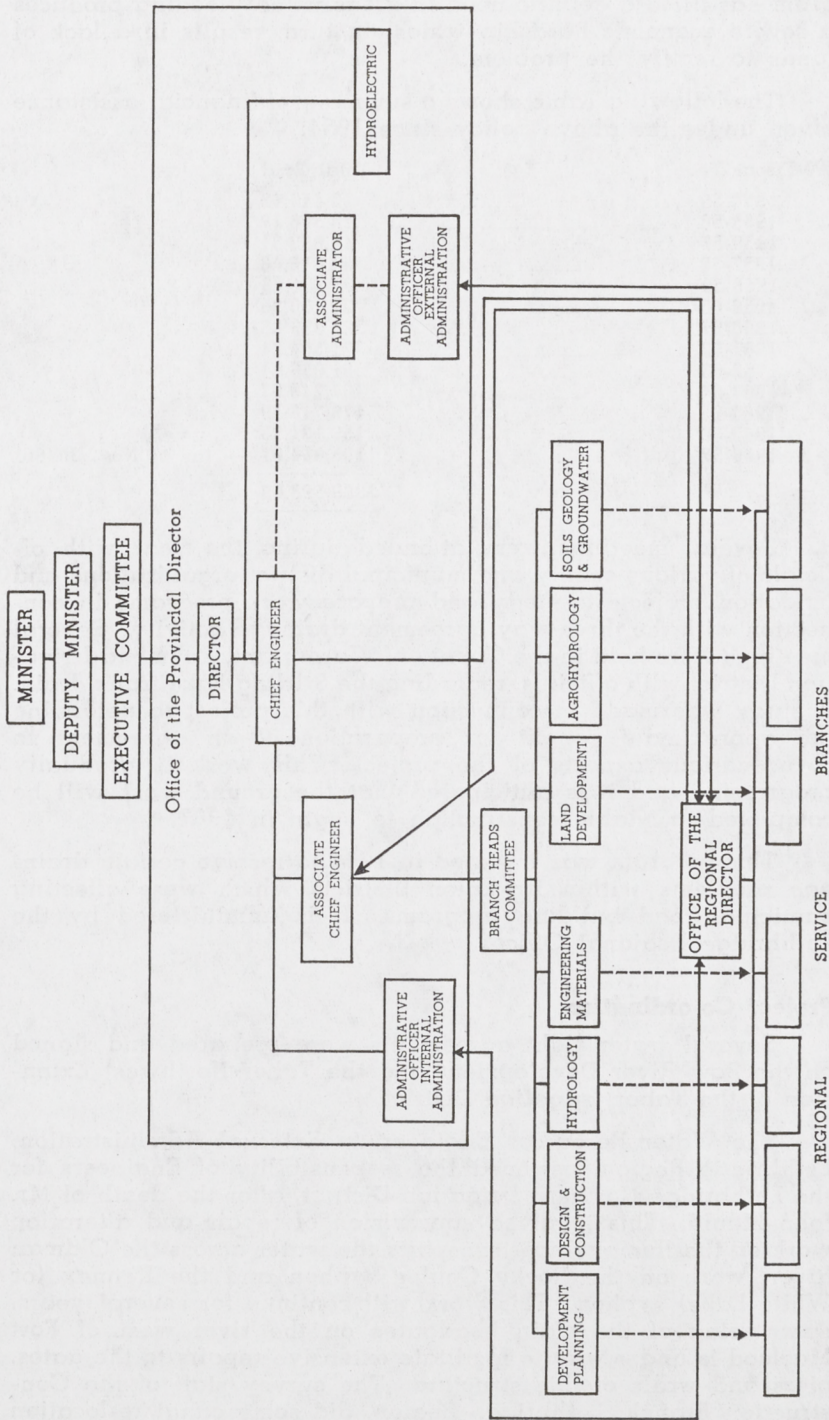 MINISTER
DEPUTY MINISTER
EXECUTIVE COMMITTEE
Office of the Provincial Director
DIRECTOR
CHIEF ENGINEER
HYDROELECTRIC
ASSOCIATE
ADMINISTRATOR
ADMINISTRATIVE
OFFICER
EXTERNAL
ADMINISTRATION
ASSOCIATE
CHIEF ENGINEER
ADMINISTRATIVE
OFFICER
INTERNAL
ADMINISTRATION
BRANCH HEADS
COMMITTEE
DEVELOPMENT
PLANNING
DESIGN &
CONSTRUCTION
HYDROLOGY
ENGINEERING
MATERIALS
LAND
DEVELOPMENT
AGROHYDROLOGY
SOILS GEOLOGY
& GROUNDWATER
OFFICE OF THE
REGIONAL
DIRECTOR
REGIONAL SERVICE BRANCHES